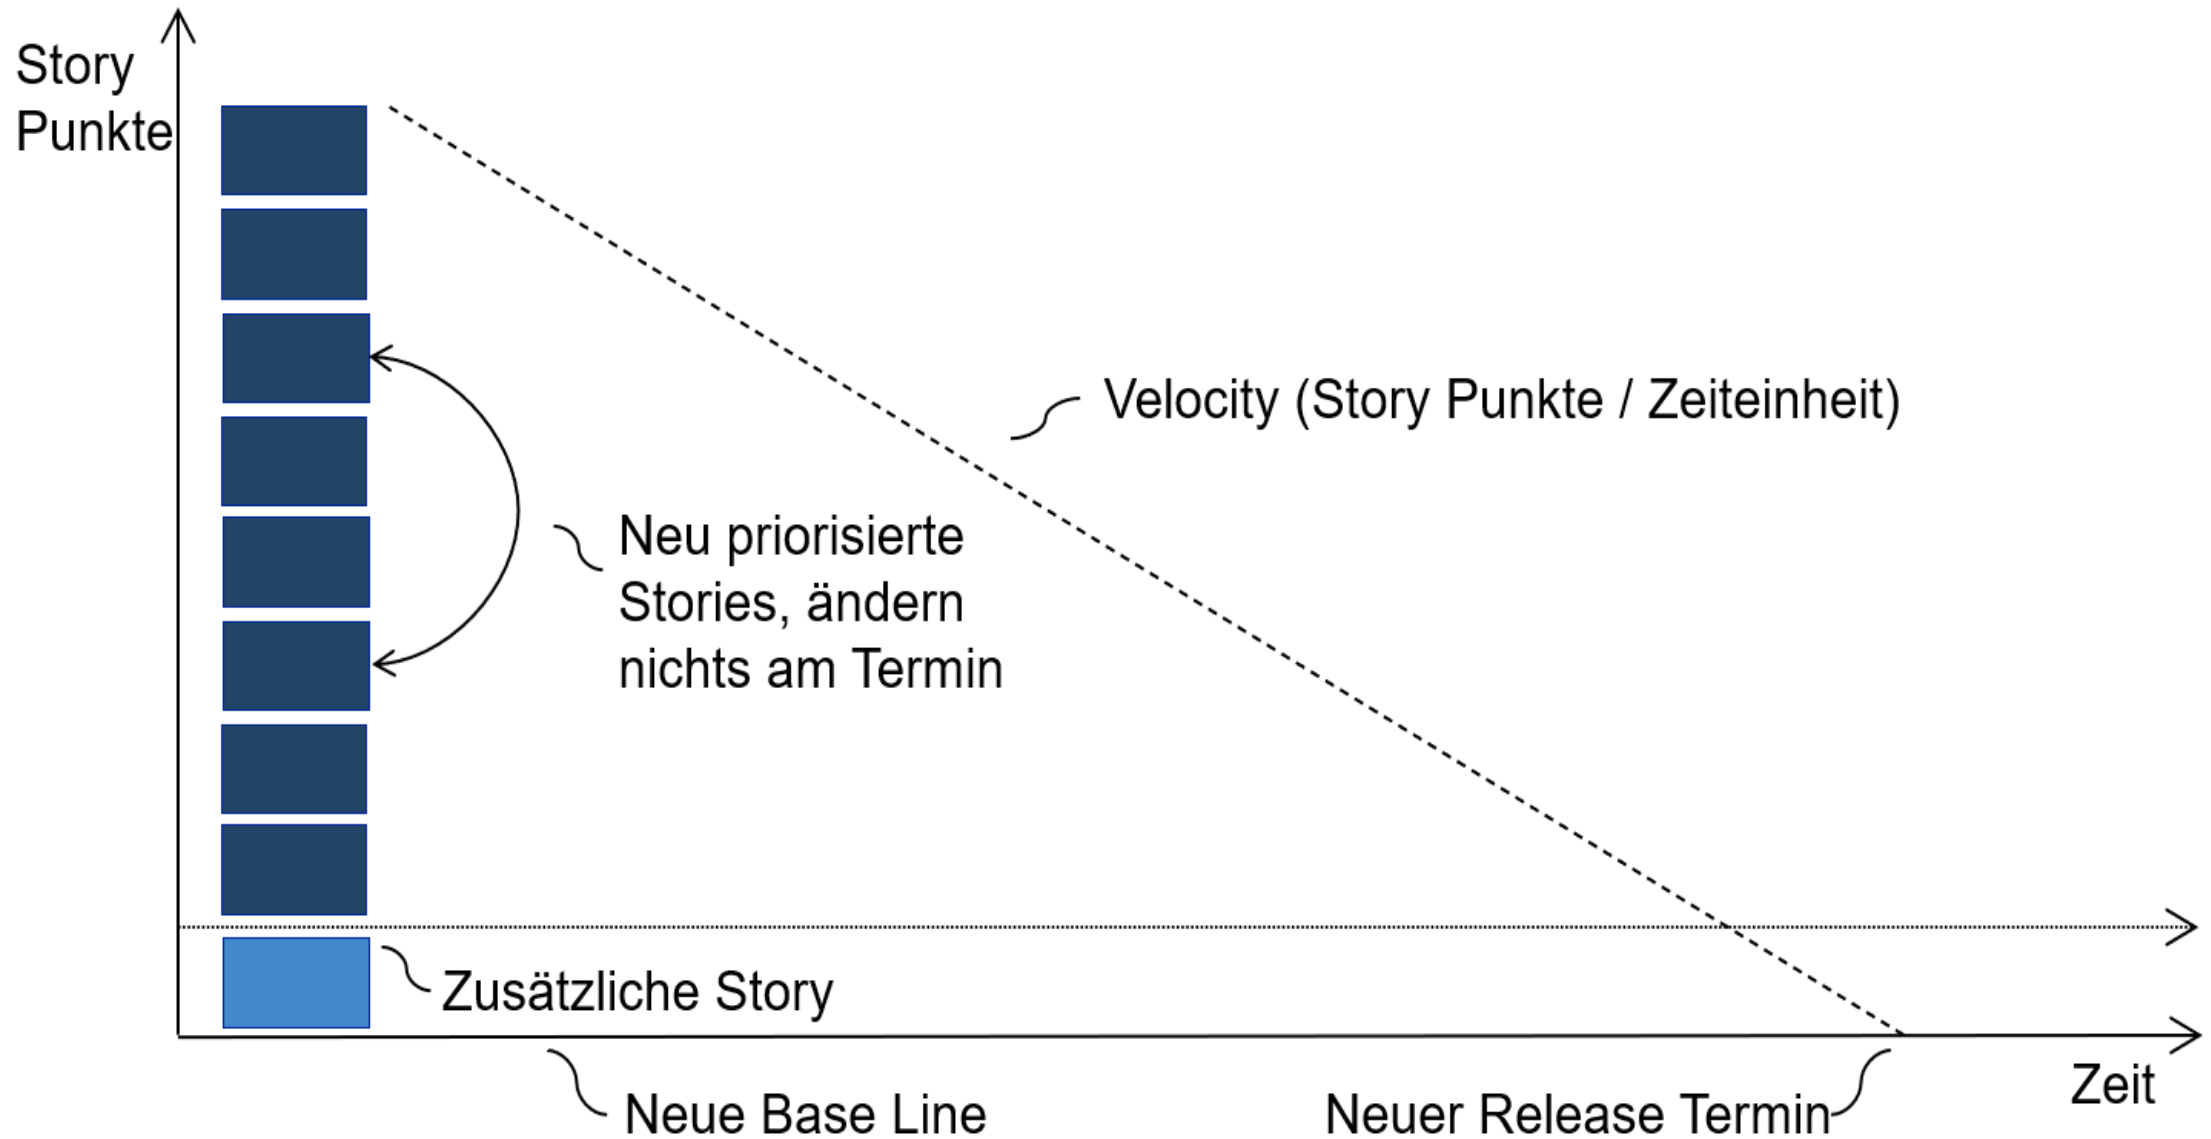 Story
Punkte
Velocity (Story Punkte / Zeiteinheit)
Neu priorisierte
Stories, ändern
nichts am Termin
Zusätzliche Story
Neue Base Line
Neuer Release Termin
Zeit